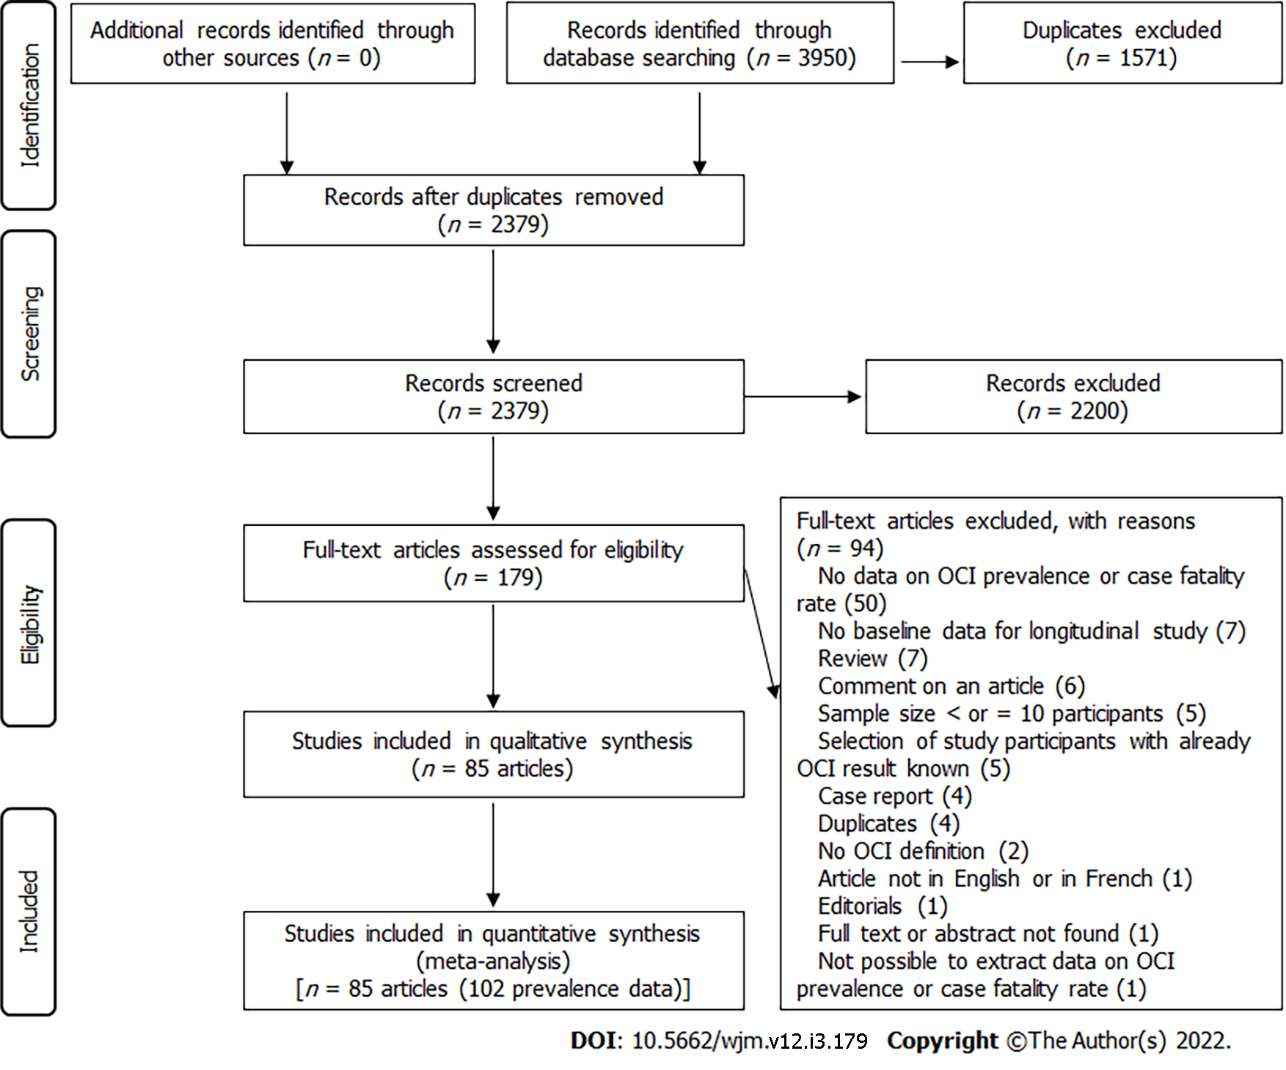 Identification
Additional records identified through
other sources (n = 0)
Records identified through
database searching (n = 3950)
Duplicates excluded
(n = 1571)
Records after duplicates removed
(n = 2379)
Screening
Records screened
(n = 2379)
Records excluded
(n = 2200)
Eligibility
Full-text articles assessed for eligibility
(n = 179)
Full-text articles excluded, with reasons
(n = 94)
No data on OCI prevalence or case fatality
rate (50)
No baseline data for longitudinal study (7)
Review (7)
Comment on an article (6)
Sample size < or = 10 participants (5)
Selection of study participants with already
OCI result known (5)
Case report (4)
Duplicates (4)
No OCI definition (2)
Article not in English or in French (1)
Editorials (1)
Full text or abstract not found (1)
Not possible to extract data on OCI
prevalence or case fatality rate (1)
Studies included in qualitative synthesis
(n = 85 articles)
Included
Studies included in quantitative synthesis
(meta-analysis)
[n = 85 articles (102 prevalence data)]
DOI: 10.5662/wjm.v12.i3.179 Copyright ©The Author(s) 2022.